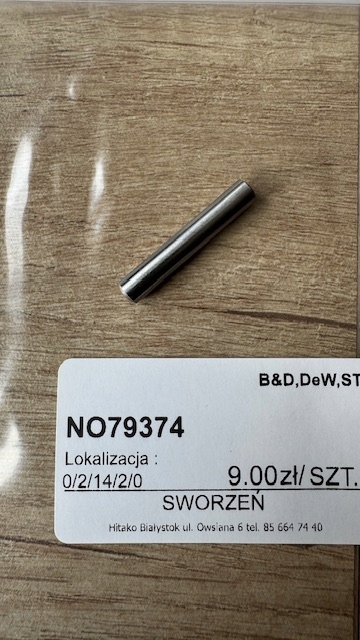 B&D,DeW,ST
NO79374
Lokalizacja :
0/2/14/2/0 9.00zł/ SZT.
SWORZEŃ
Hitako Białystok ul. Owsiana 6 tel. 85 664 74 40